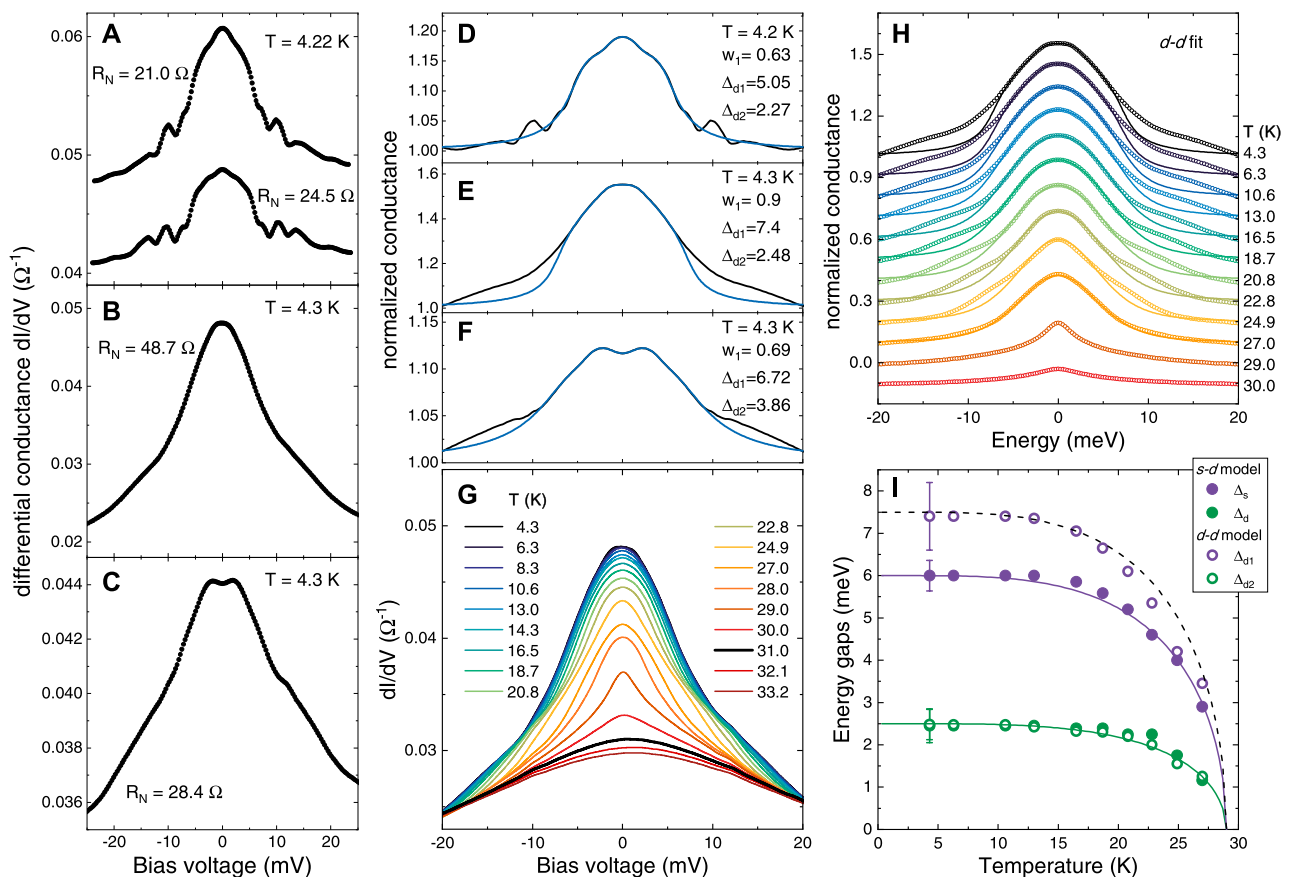 A
T = 4.22 K
R_N = 21.0 Ω
R_N = 24.5 Ω
0.06
0.05
0.04
B
T = 4.3 K
R_N = 48.7 Ω
0.05
0.04
0.03
0.02
C
T = 4.3 K
R_N = 28.4 Ω
0.044
0.042
0.040
0.038
0.036
-20 -10 0 10 20
Bias voltage (mV)
differential conductance dI/dV (Ω⁻¹)
D
T = 4.2 K
w₁ = 0.63
Δ_d1=5.05
Δ_d2=2.27
1.20
1.15
1.10
1.05
1.00
E
T = 4.3 K
w₁ = 0.9
Δ_d1=7.4
Δ_d2=2.48
1.6
1.4
1.2
1.0
F
T = 4.3 K
w₁ = 0.69
Δ_d1=6.72
Δ_d2=3.86
1.15
1.10
1.05
1.00
normalized conductance
G
T (K)
4.3
6.3
8.3
10.6
13.0
14.3
16.5
18.7
20.8
22.8
24.9
27.0
28.0
29.0
30.0
31.0
32.1
33.2
0.05
0.04
0.03
dI/dV (Ω⁻¹)
-20 -10 0 10 20
Bias voltage (mV)
H
d-d fit
T (K)
4.3
6.3
10.6
13.0
16.5
18.7
20.8
22.8
24.9
27.0
29.0
30.0
1.5
1.2
0.9
0.6
0.3
0.0
normalized conductance
-20 -10 0 10 20
Energy (meV)
I
s-d model
Δ_s
Δ_d
d-d model
Δ_d1
Δ_d2
8
7
6
5
4
3
2
1
0
Energy gaps (meV)
0 5 10 15 20 25 30
Temperature (K)